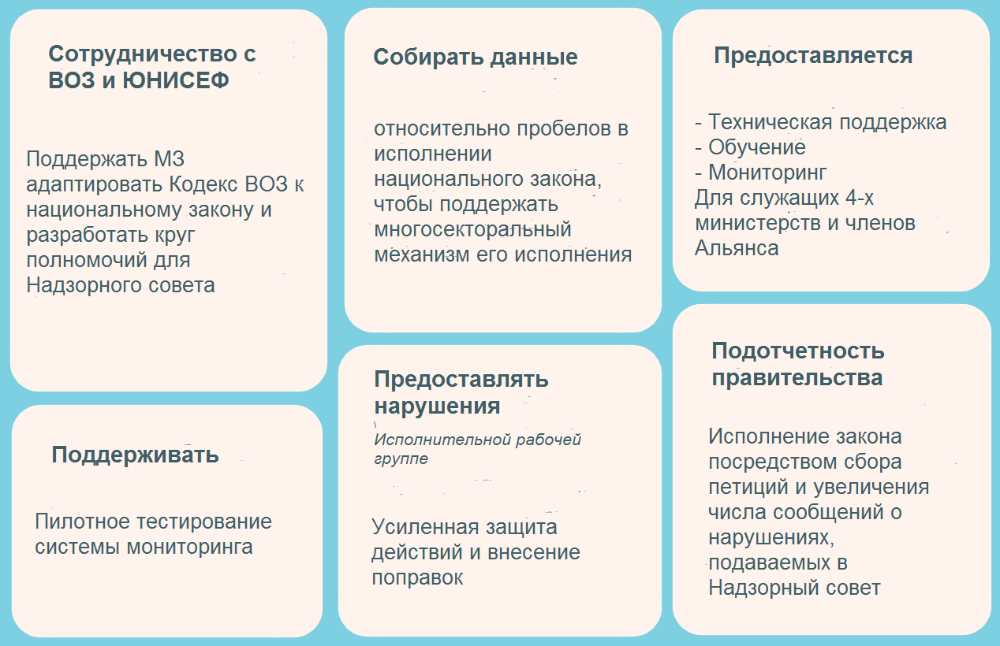 Сотрудничество с
ВОЗ и ЮНИСЕФ
Поддержать МЗ
адаптировать Кодекс ВОЗ к
национальному закону и
разработать круг
полномочий для
Надзорного совета
Поддерживать
Пилотное тестирование
системы мониторинга
Собирать данные
относительно пробелов в
исполнении
национального закона,
чтобы поддержать
многосекторальный
механизм его исполнения
Предоставлять
нарушения
Исполнительной рабочей
группе
Усиленная защита
действий и внесение
поправок
Предоставляется
- Техническая поддержка
- Обучение
- Мониторинг
Для служащих 4-х
министерств и членов
Альянса
Подотчетность
правительства
Исполнение закона
посредством сбора
петиций и увеличения
числа сообщений о
нарушениях,
подаваемых в
Надзорный совет